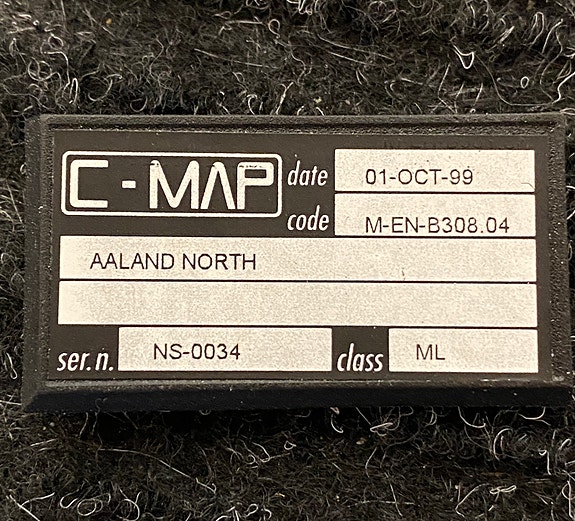 C-MAP date 01-OCT-99
code M-EN-B308.04
AALAND NORTH
ser.n. NS-0034 class ML